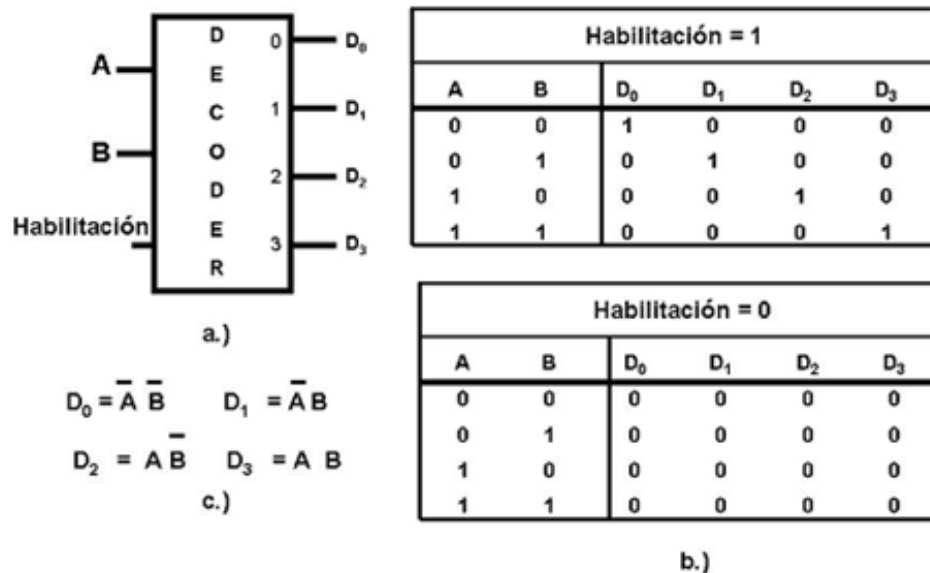 A
B
Habilitación
D
E
C
O
D
E
R
0
1
2
3
D₀
D₁
D₂
D₃
a.)
D₀ = A̅ B̅ D₁ = A̅ B
D₂ = A B̅ D₃ = A B
c.)
Habilitación = 1
A B D₀ D₁ D₂ D₃
0 0 1 0 0 0
0 1 0 1 0 0
1 0 0 0 1 0
1 1 0 0 0 1
Habilitación = 0
A B D₀ D₁ D₂ D₃
0 0 0 0 0 0
0 1 0 0 0 0
1 0 0 0 0 0
1 1 0 0 0 0
b.)